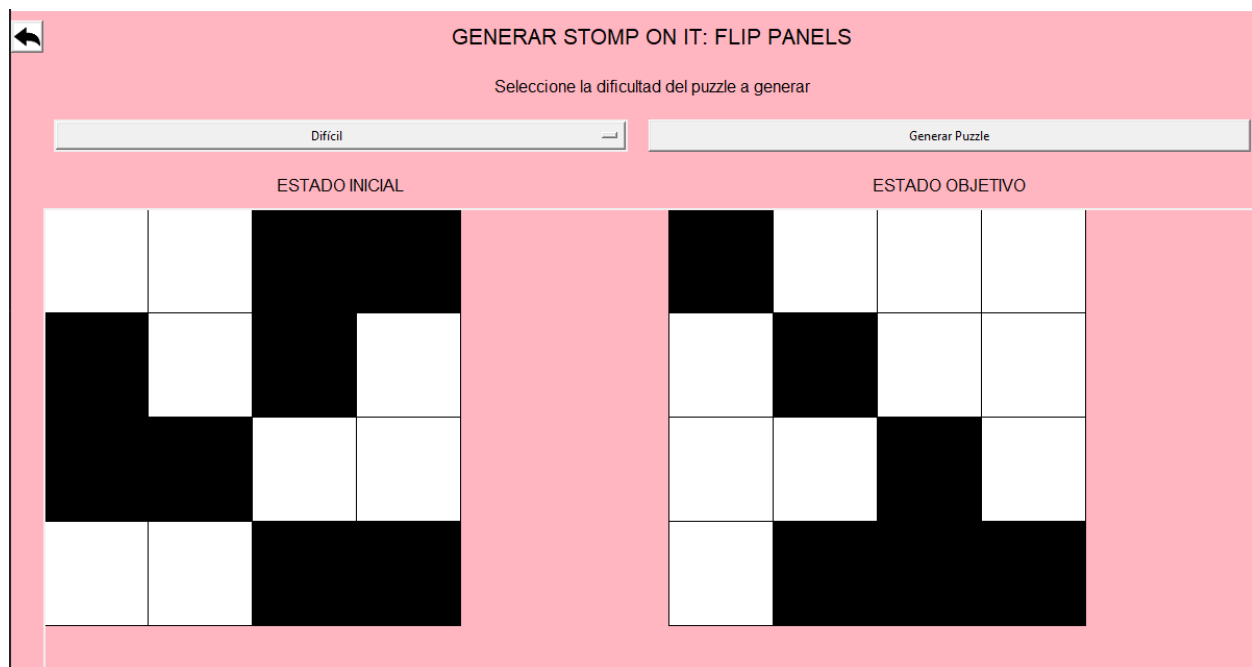 GENERAR STOMP ON IT: FLIP PANELS
Seleccione la dificultad del puzzle a generar
Difícil
Generar Puzzle
ESTADO INICIAL
ESTADO OBJETIVO